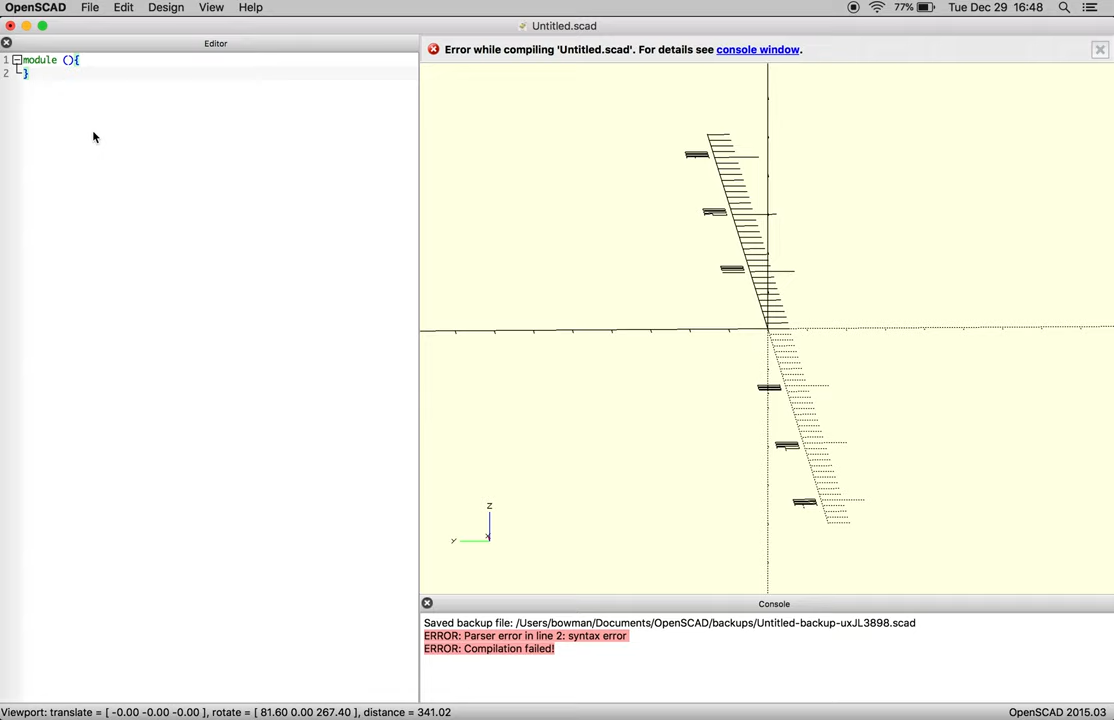 OpenSCAD File Edit Design View Help 77% Tue Dec 29 16:48
Untitled.scad
Editor
Error while compiling 'Untitled.scad'. For details see console window.
1 module (){
2 }
Z
Y X
Console
Saved backup file: /Users/bowman/Documents/OpenSCAD/backups/Untitled-backup-uxJL3898.scad
ERROR: Parser error in line 2: syntax error
ERROR: Compilation failed!
Viewport: translate = [ -0.00 -0.00 -0.00 ], rotate = [ 81.60 0.00 267.40 ], distance = 341.02 OpenSCAD 2015.03